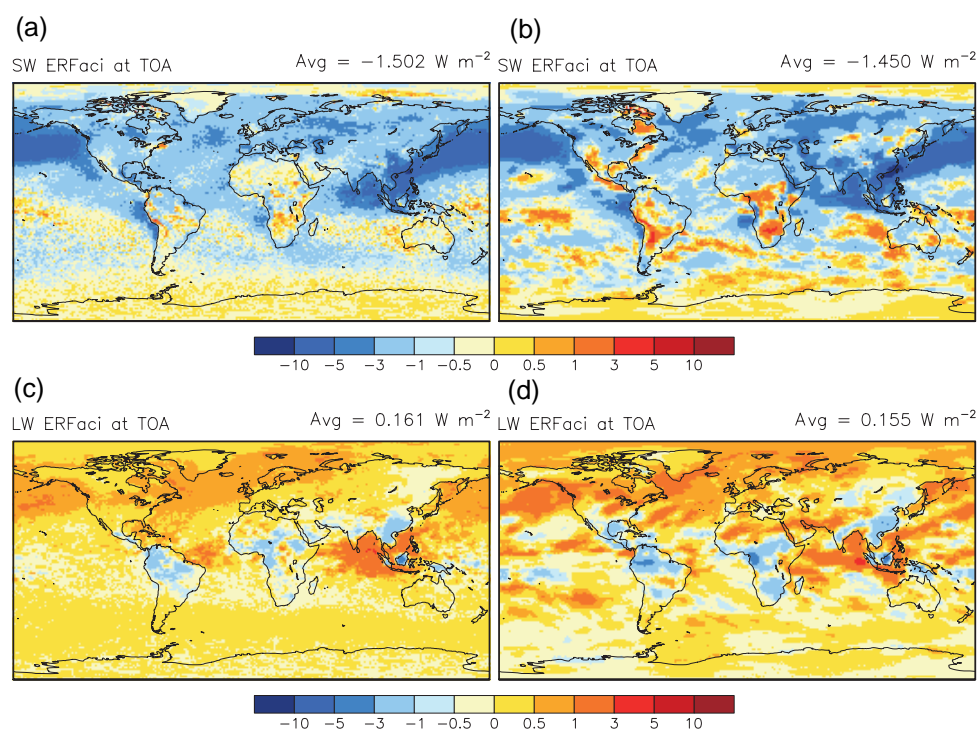 (a)
(b)
SW ERFaci at TOA Avg = −1.502 W m−2
SW ERFaci at TOA Avg = −1.450 W m−2
−10 −5 −3 −1 −0.5 0 0.5 1 3 5 10
(c)
(d)
LW ERFaci at TOA Avg = 0.161 W m−2
LW ERFaci at TOA Avg = 0.155 W m−2
−10 −5 −3 −1 −0.5 0 0.5 1 3 5 10